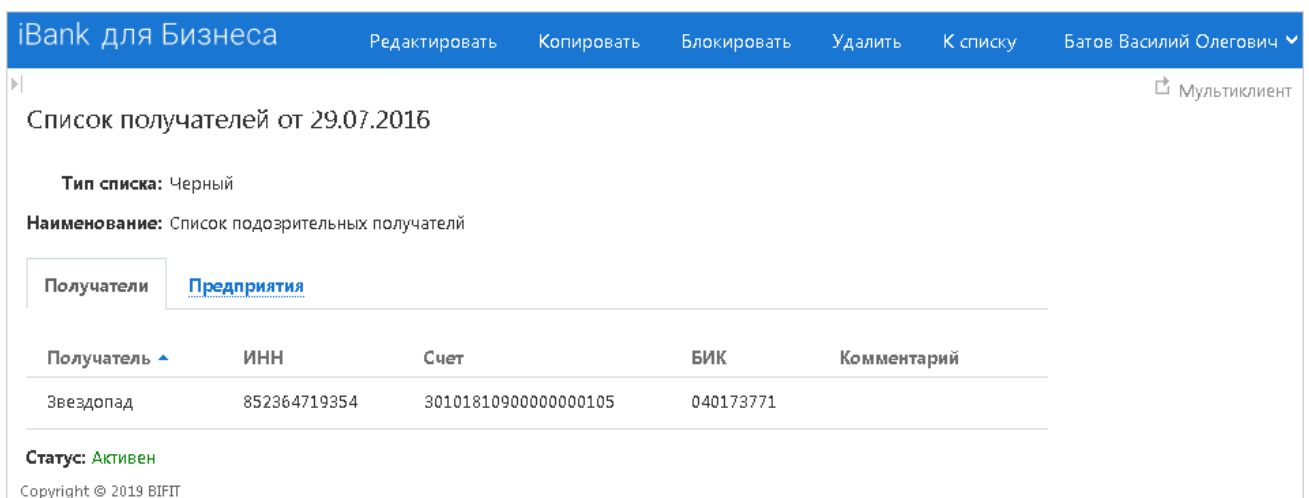 iBank для Бизнеса Редактировать Копировать Блокировать Удалить К списку Батов Василий Олегович
Мультиклиент
Список получателей от 29.07.2016
Тип списка: Черный
Наименование: Список подозрительных получателй
Получатели Предприятия
Получатель ИНН Счет БИК Комментарий
Звездопад 852364719354 30101810900000000105 040173771
Статус: Активен
Copyright © 2019 BIFIT